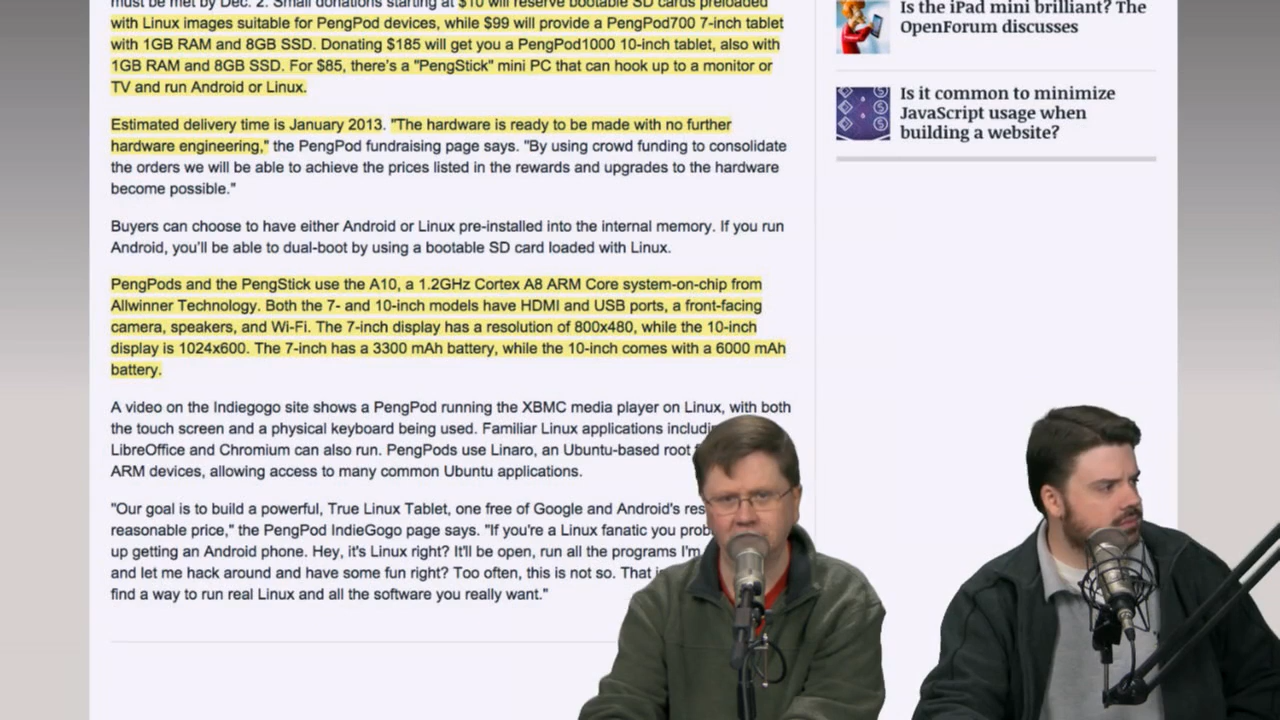 must be met by Dec. 2. Small donations starting at $10 will reserve bootable SD cards preloaded
with Linux images suitable for PengPod devices, while $99 will provide a PengPod700 7-inch tablet
with 1GB RAM and 8GB SSD. Donating $185 will get you a PengPod1000 10-inch tablet, also with
1GB RAM and 8GB SSD. For $85, there's a "PengStick" mini PC that can hook up to a monitor or
TV and run Android or Linux.
Estimated delivery time is January 2013. "The hardware is ready to be made with no further
hardware engineering," the PengPod fundraising page says. "By using crowd funding to consolidate
the orders we will be able to achieve the prices listed in the rewards and upgrades to the hardware
become possible."
Buyers can choose to have either Android or Linux pre-installed into the internal memory. If you run
Android, you'll be able to dual-boot by using a bootable SD card loaded with Linux.
PengPods and the PengStick use the A10, a 1.2GHz Cortex A8 ARM Core system-on-chip from
Allwinner Technology. Both the 7- and 10-inch models have HDMI and USB ports, a front-facing
camera, speakers, and Wi-Fi. The 7-inch display has a resolution of 800x480, while the 10-inch
display is 1024x600. The 7-inch has a 3300 mAh battery, while the 10-inch comes with a 6000 mAh
battery.
A video on the Indiegogo site shows a PengPod running the XBMC media player on Linux, with both
the touch screen and a physical keyboard being used. Familiar Linux applications
LibreOffice and Chromium can also run. PengPods use Linaro, an Ubuntu-based root
ARM devices, allowing access to many common Ubuntu applications.
"Our goal is to build a powerful, True Linux Tablet, one free of Google and Android's
reasonable price," the PengPod IndieGogo page says. "If you're a Linux fanatic you
up getting an Android phone. Hey, it's Linux right? It'll be open, run all the programs I'm
and let me hack around and have some fun right? Too often, this is not so. That
find a way to run real Linux and all the software you really want."
Is the iPad mini brilliant? The
OpenForum discusses
Is it common to minimize
JavaScript usage when
building a website?